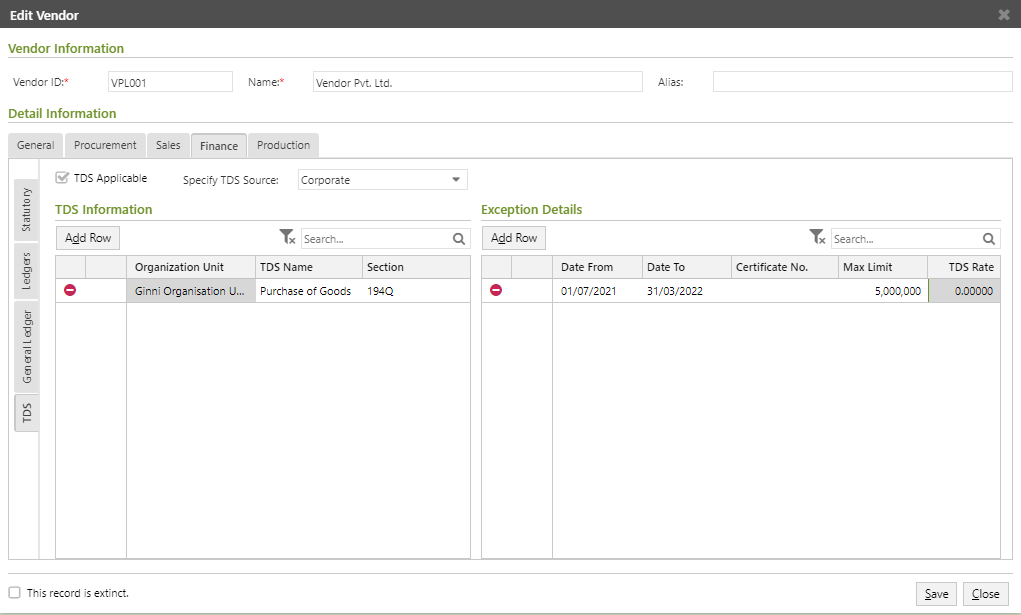 Edit Vendor
Vendor Information
Vendor ID:* VPL001 Name:* Vendor Pvt. Ltd. Alias:
Detail Information
General Procurement Sales Finance Production
Statutory
Ledgers
General Ledger
TDS
TDS Applicable Specify TDS Source: Corporate
TDS Information
Add Row Search...
Organization Unit TDS Name Section
Ginni Organisation U... Purchase of Goods 194Q
Exception Details
Add Row Search...
Date From Date To Certificate No. Max Limit TDS Rate
01/07/2021 31/03/2022 5,000,000 0.00000
This record is extinct.
Save Close